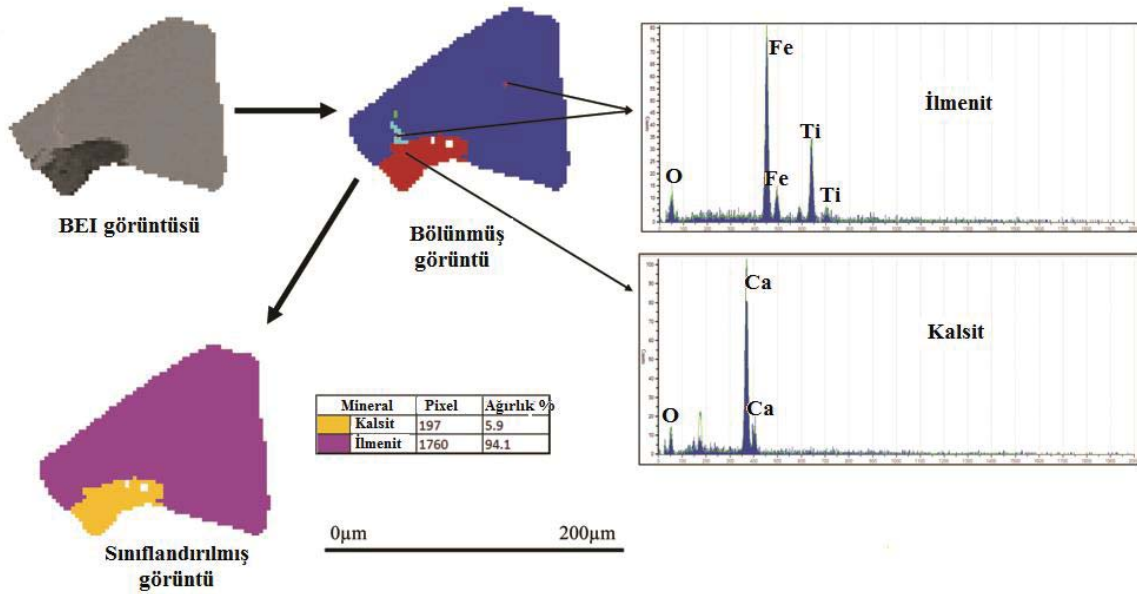 BEI görüntüsü
Bölünmüş
görüntü
Fe
İlmenit
Ti
O
Fe
Ti
Ca
Kalsit
Ca
O
Mineral Pixel Ağırlık %
Kalsit 197 5.9
İlmenit 1760 94.1
0µm 200µm
Sınıflandırılmış
görüntü